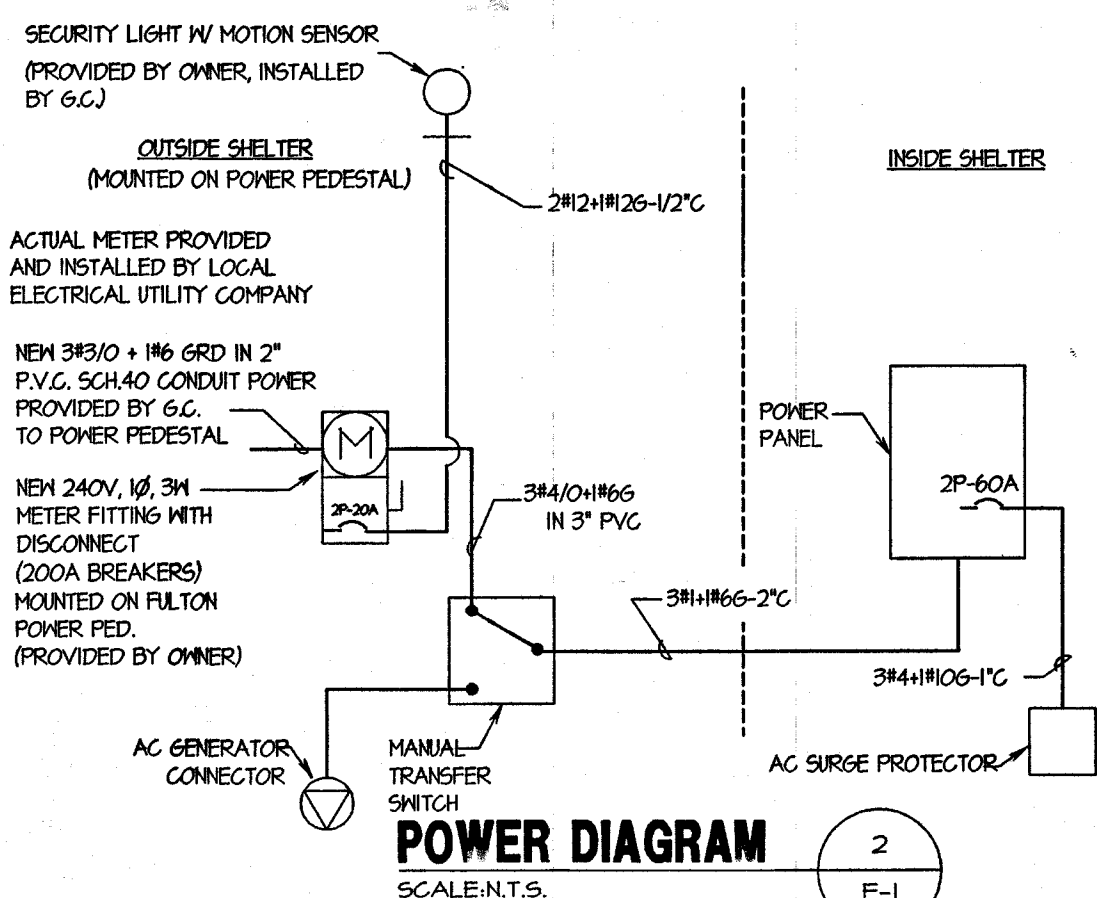 SECURITY LIGHT W/ MOTION SENSOR
(PROVIDED BY OWNER, INSTALLED
BY G.C.)
OUTSIDE SHELTER
(MOUNTED ON POWER PEDESTAL)
INSIDE SHELTER
2#12+1#12G-1/2"C
ACTUAL METER PROVIDED
AND INSTALLED BY LOCAL
ELECTRICAL UTILITY COMPANY
NEW 3#3/0 + 1#6 GRD IN 2"
P.V.C. SCH.40 CONDUIT POWER
PROVIDED BY G.C.
TO POWER PEDESTAL
M
2P-20A
NEW 240V, 1Ø, 3W
METER FITTING WITH
DISCONNECT
(200A BREAKERS)
MOUNTED ON FULTON
POWER PED.
(PROVIDED BY OWNER)
3#4/0+1#6G
IN 3" PVC
POWER
PANEL
2P-60A
3#1+1#6G-2"C
3#4+1#10G-1"C
AC GENERATOR
CONNECTOR
MANUAL
TRANSFER
SWITCH
AC SURGE PROTECTOR
POWER DIAGRAM
SCALE:N.T.S.
2
E-1